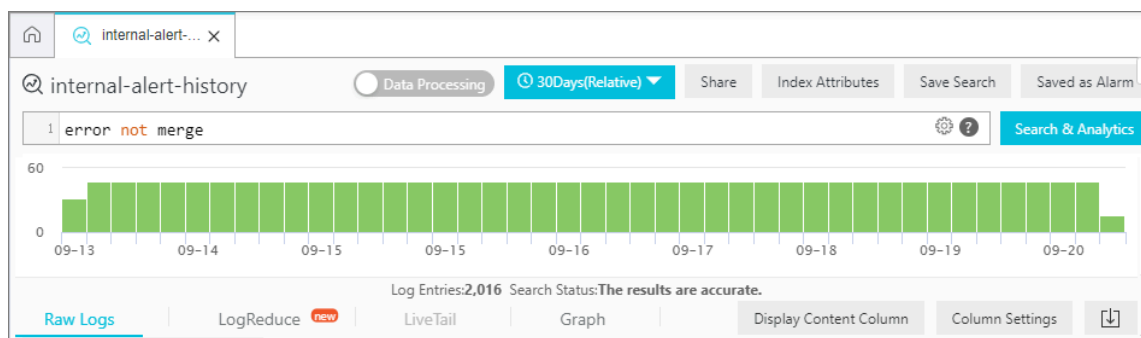 internal-alert-... X
internal-alert-history Data Processing 30Days(Relative) Share Index Attributes Save Search Saved as Alarm
1 error not merge ? Search & Analytics
60
0
09-13 09-14 09-15 09-15 09-16 09-17 09-18 09-19 09-20
Log Entries:2,016 Search Status:The results are accurate.
Raw Logs LogReduce new LiveTail Graph Display Content Column Column Settings